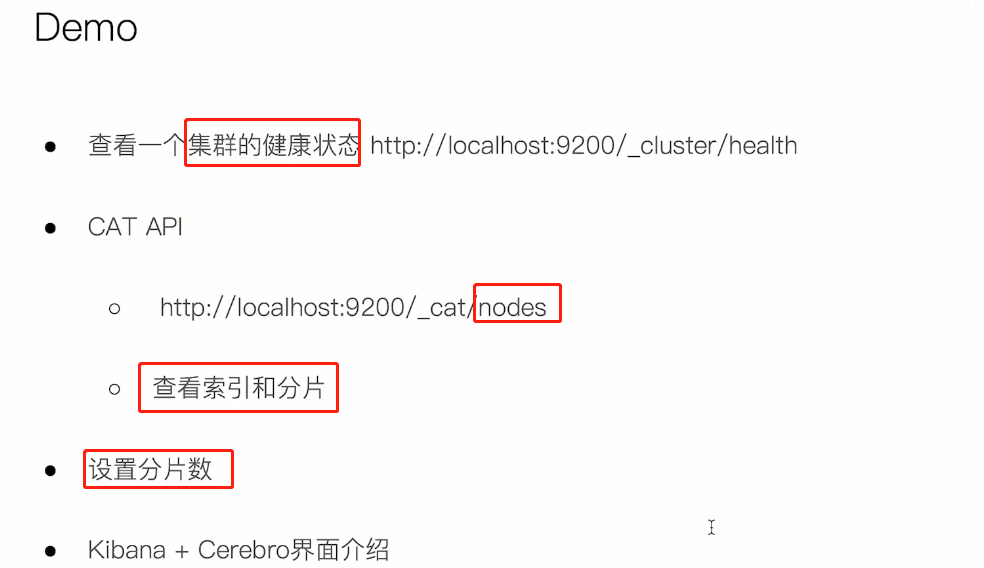 Demo
查看一个集群的健康状态 http://localhost:9200/_cluster/health
CAT API
http://localhost:9200/_cat/nodes
查看索引和分片
设置分片数
Kibana + Cerebro界面介绍